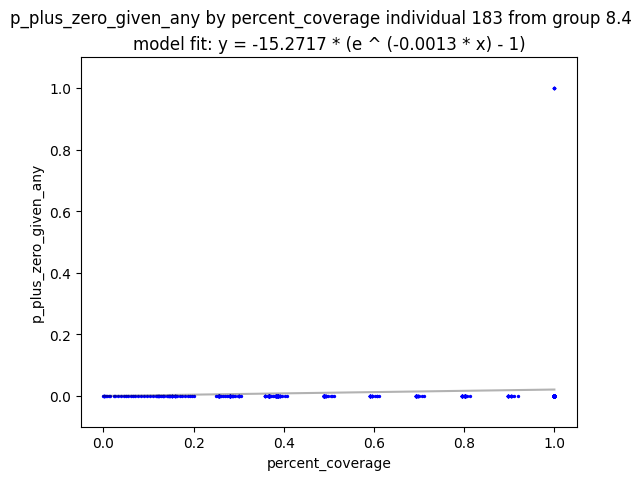 p_plus_zero_given_any by percent_coverage individual 183 from group 8.4
model fit: y = -15.2717 * (e ^ (-0.0013 * x) - 1)
1.0
0.8
0.6
0.4
0.2
0.0
p_plus_zero_given_any
0.0 0.2 0.4 0.6 0.8 1.0
percent_coverage